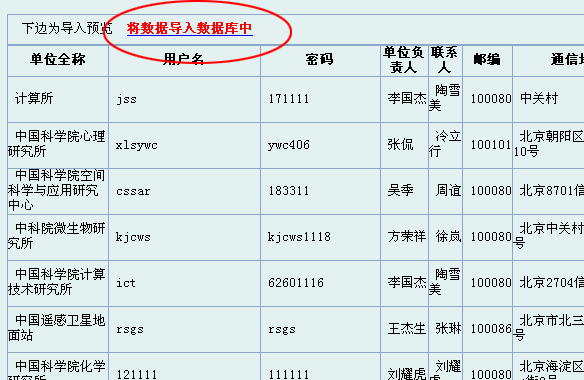 下边为导入预览 将数据导入数据库中
单位全称 用户名 密码 单位负责人 联系人 邮编 通信
计算所 jss 171111 李国杰 陶雪美 100080 中关村
中国科学院心理研究所 xlsywc ywc406 张侃 冷立行 100101 北京朝阳区 10号
中国科学院空间科学与应用研究中心 cssar 183311 吴季 周谊 100080 北京8701信
中科院微生物研究所 kjcws kjcws1118 方荣祥 徐岚 100080 北京中关村 号
中国科学院计算技术研究所 ict 62601116 李国杰 陶雪美 100080 北京2704信
中国遥感卫星地面站 rsgs rsgs 王杰生 张琳 100086 北京市北三 号
中国科学院化学研究所 121111 111111 刘耀虎 刘耀虎 100080 北京海淀区